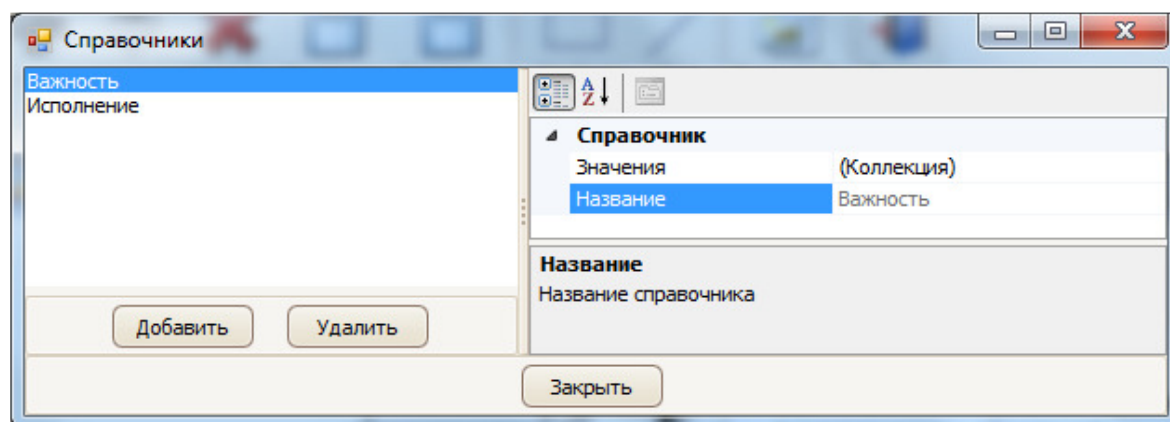 Справочники
Важность
Исполнение
Добавить Удалить
Справочник
Значения (Коллекция)
Название Важность
Название
Название справочника
Закрыть